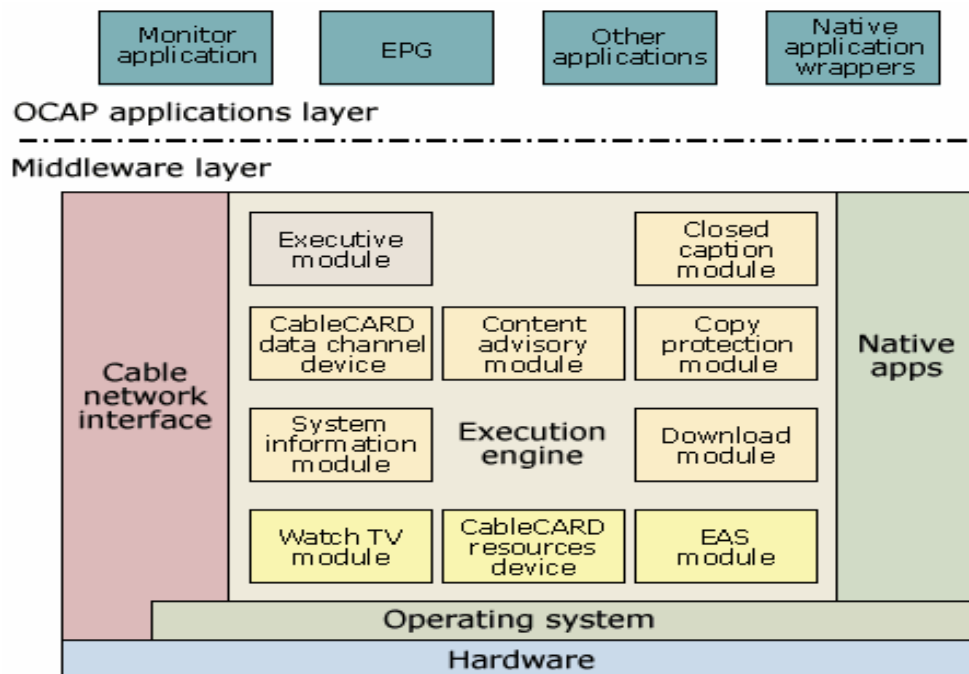 Monitor
application
EPG
Other
applications
Native
application
wrappers
OCAP applications layer
Middleware layer
Cable
network
interface
Executive
module
Closed
caption
module
CableCARD
data channel
device
Content
advisory
module
Copy
protection
module
System
information
module
Execution
engine
Download
module
Watch TV
module
CableCARD
resources
device
EAS
module
Native
apps
Operating system
Hardware